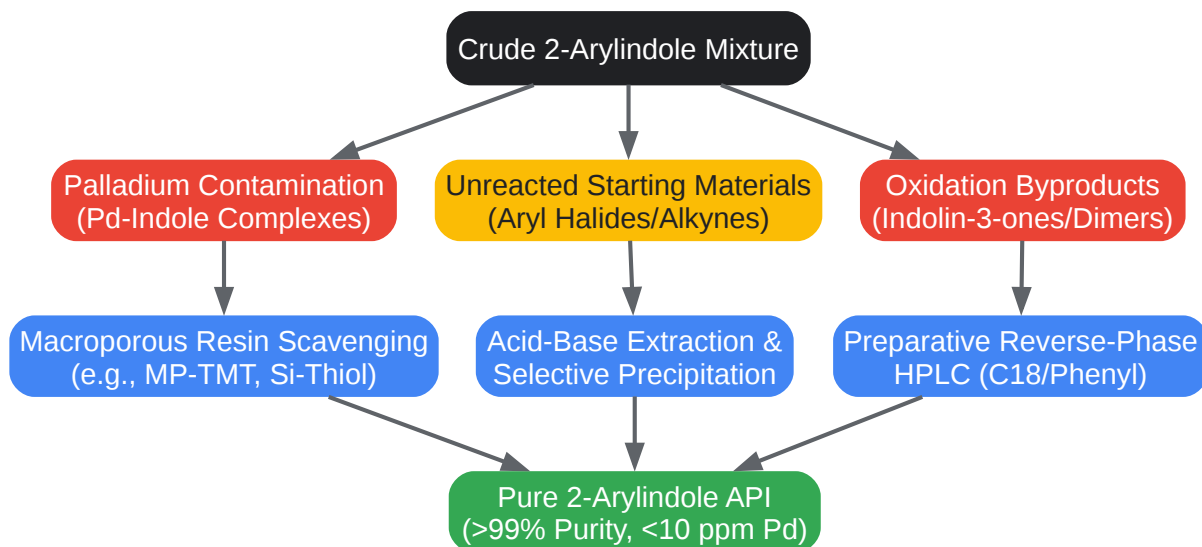 Crude 2-Arylindole Mixture
Palladium Contamination
(Pd-Indole Complexes)
Unreacted Starting Materials
(Aryl Halides/Alkynes)
Oxidation Byproducts
(Indolin-3-ones/Dimers)
Macroporous Resin Scavenging
(e.g., MP-TMT, Si-Thiol)
Acid-Base Extraction &
Selective Precipitation
Preparative Reverse-Phase
HPLC (C18/Phenyl)
Pure 2-Arylindole API
(>99% Purity, <10 ppm Pd)